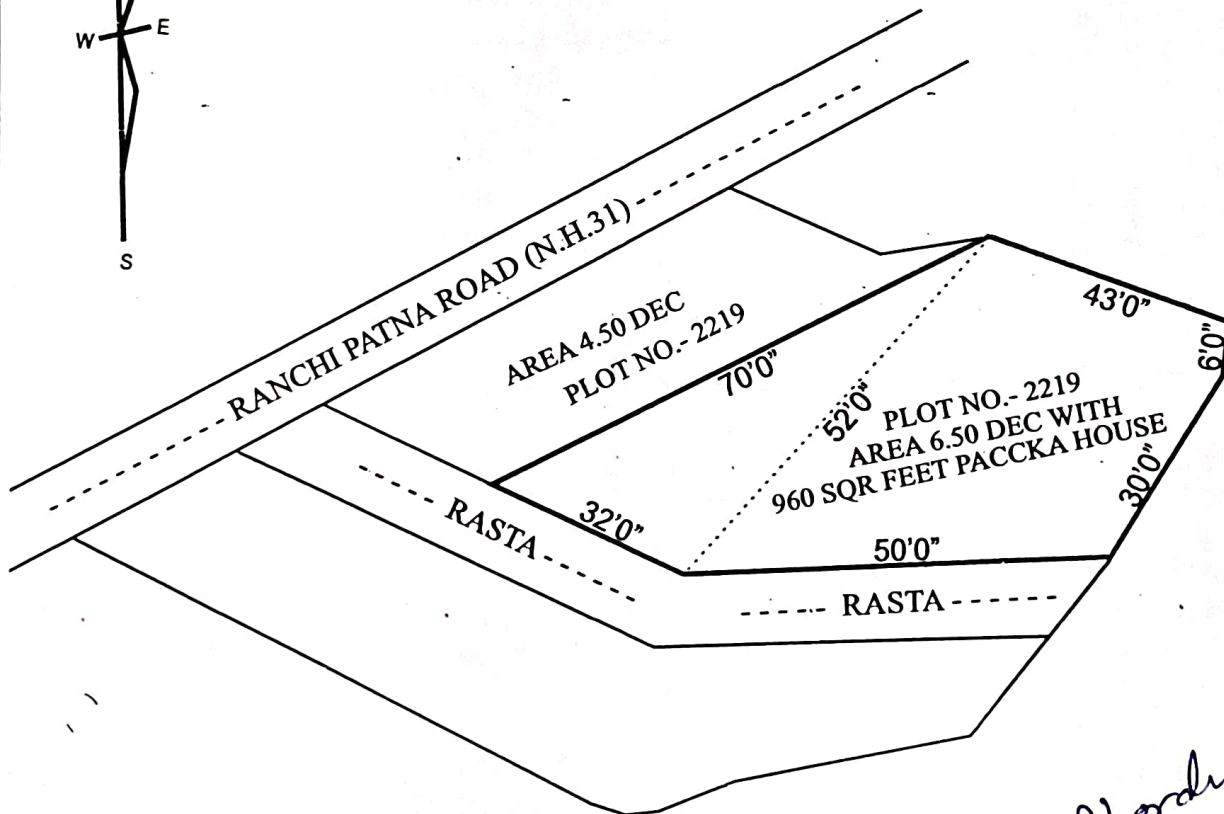 W E
S
RANCHI PATNA ROAD (N.H.31)
AREA 4.50 DEC
PLOT NO.- 2219
70'0"
43'0"
6'0"
52'0"
PLOT NO.- 2219
AREA 6.50 DEC WITH
960 SQR FEET PACCKA HOUSE
30'0"
32'0"
50'0"
RASTA
RASTA